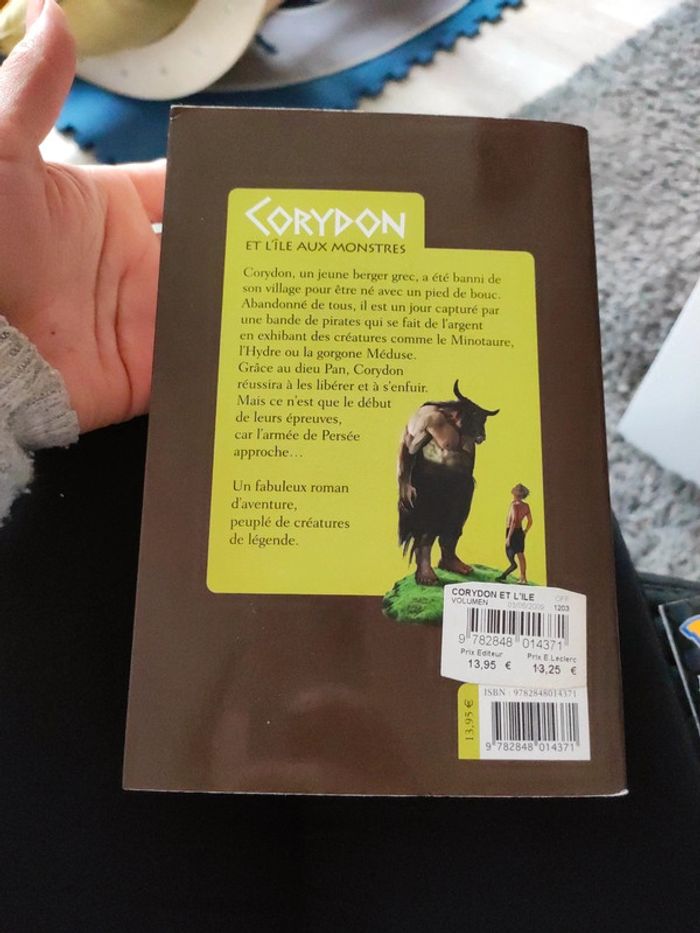 CORYDON
ET L'ÎLE AUX MONSTRES
Corydon, un jeune berger grec, a été banni de
son village pour être né avec un pied de bouc.
Abandonné de tous, il est un jour capturé par
une bande de pirates qui se fait de l'argent
en exhibant des créatures comme le Minotaure,
l'Hydre ou la gorgone Méduse.
Grâce au dieu Pan, Corydon
réussira à les libérer et à s'enfuir.
Mais ce n'est que le début
de leurs épreuves,
car l'armée de Persée
approche…
Un fabuleux roman
d'aventure,
peuplé de créatures
de légende.
CORYDON ET L'ILE OFF
VOLUMEN 03/06/2009 1203
9 782848 014371
Prix Editeur Prix E.Leclerc
13,95 € 13,25 €
ISBN : 9782848014371
13,95 €
9 782848 014371